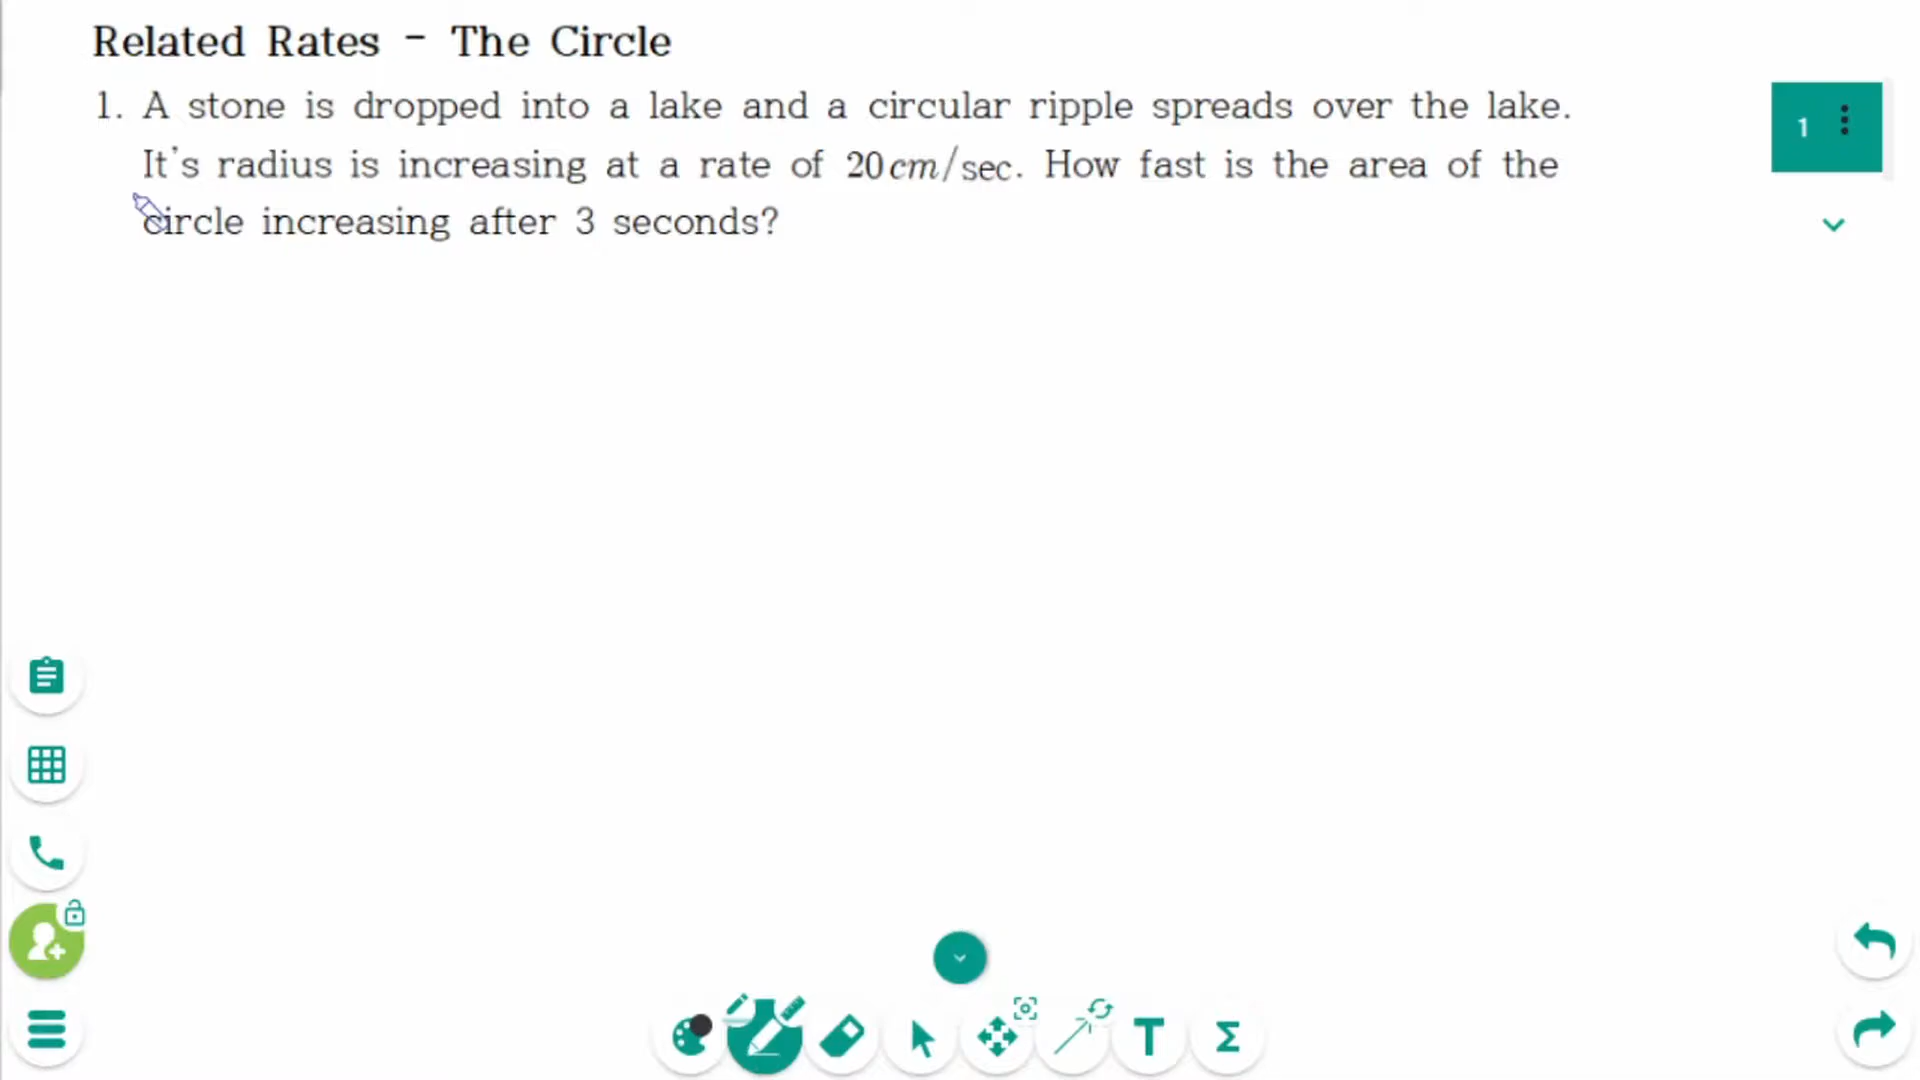 Related Rates - The Circle
1. A stone is dropped into a lake and a circular ripple spreads over the lake.
It's radius is increasing at a rate of 20cm/sec. How fast is the area of the
circle increasing after 3 seconds?
1
T
Σ